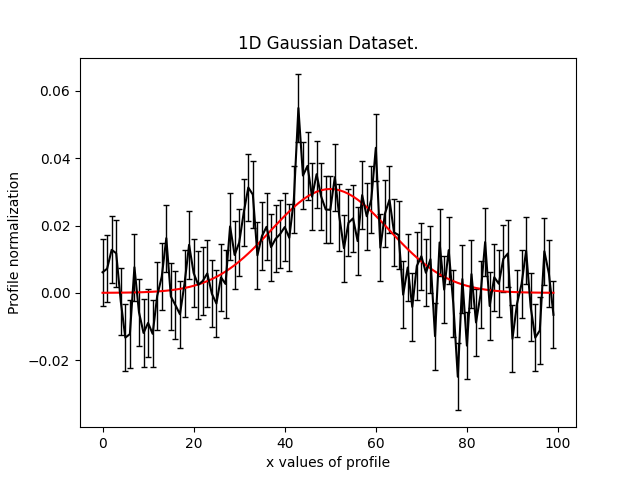 1D Gaussian Dataset.
Profile normalization
0.06
0.04
0.02
0.00
−0.02
0 20 40 60 80 100
x values of profile